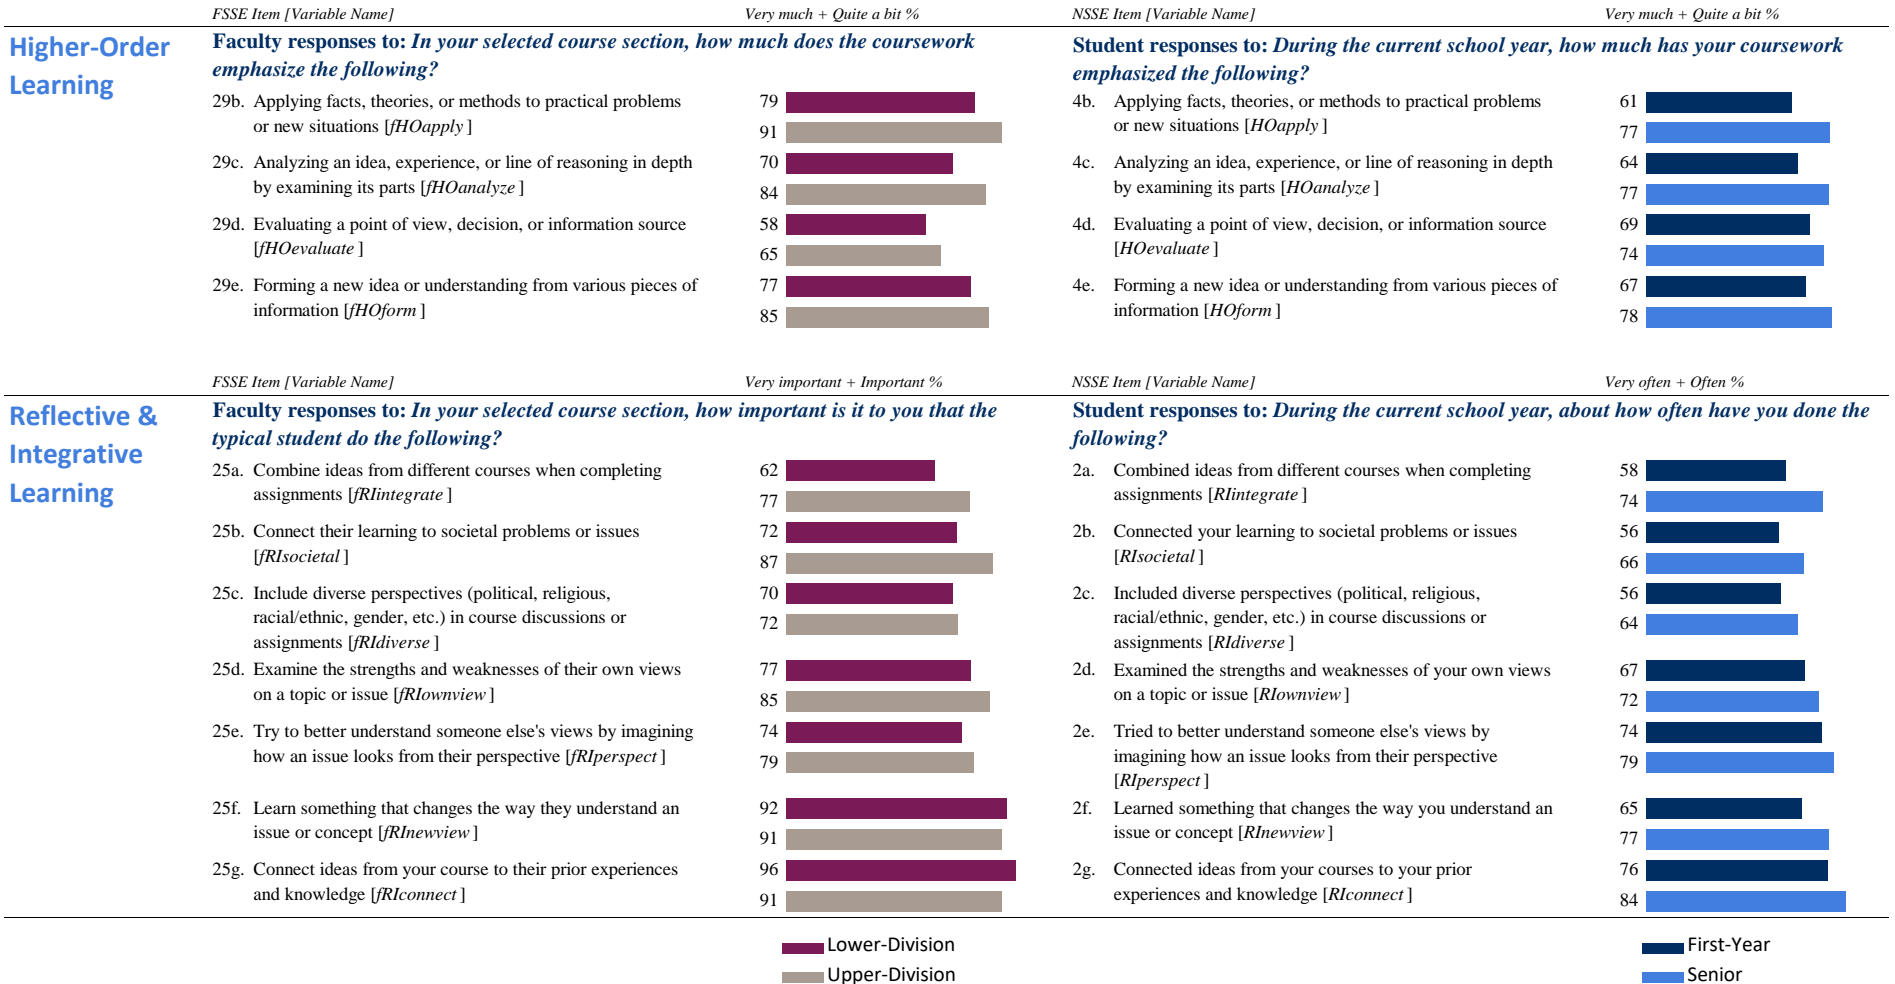 FSSE Item [Variable Name] Very much + Quite a bit % NSSE Item [Variable Name] Very much + Quite a bit %
Higher-Order
Learning
Faculty responses to: In your selected course section, how much does the coursework
emphasize the following?
29b. Applying facts, theories, or methods to practical problems 79
or new situations [fHOapply] 91
29c. Analyzing an idea, experience, or line of reasoning in depth 70
by examining its parts [fHOanalyze] 84
29d. Evaluating a point of view, decision, or information source 58
[fHOevaluate] 65
29e. Forming a new idea or understanding from various pieces of 77
information [fHOform] 85
Student responses to: During the current school year, how much has your coursework
emphasized the following?
4b. Applying facts, theories, or methods to practical problems 61
or new situations [HOapply] 77
4c. Analyzing an idea, experience, or line of reasoning in depth 64
by examining its parts [HOanalyze] 77
4d. Evaluating a point of view, decision, or information source 69
[HOevaluate] 74
4e. Forming a new idea or understanding from various pieces of 67
information [HOform] 78
FSSE Item [Variable Name] Very important + Important % NSSE Item [Variable Name] Very often + Often %
Reflective &
Integrative
Learning
Faculty responses to: In your selected course section, how important is it to you that the
typical student do the following?
25a. Combine ideas from different courses when completing 62
assignments [fRIintegrate] 77
25b. Connect their learning to societal problems or issues 72
[fRIsocietal] 87
25c. Include diverse perspectives (political, religious, 70
racial/ethnic, gender, etc.) in course discussions or 72
assignments [fRIdiverse]
25d. Examine the strengths and weaknesses of their own views 77
on a topic or issue [fRIownview] 85
25e. Try to better understand someone else's views by imagining 74
how an issue looks from their perspective [fRIperspect] 79
25f. Learn something that changes the way they understand an 92
issue or concept [fRInewview] 91
25g. Connect ideas from your course to their prior experiences 96
and knowledge [fRIconnect] 91
Student responses to: During the current school year, about how often have you done the
following?
2a. Combined ideas from different courses when completing 58
assignments [RIintegrate] 74
2b. Connected your learning to societal problems or issues 56
[RIsocietal] 66
2c. Included diverse perspectives (political, religious, 56
racial/ethnic, gender, etc.) in course discussions or 64
assignments [RIdiverse]
2d. Examined the strengths and weaknesses of your own views 67
on a topic or issue [RIownview] 72
2e. Tried to better understand someone else's views by 74
imagining how an issue looks from their perspective 79
[RIperspect]
2f. Learned something that changes the way you understand an 65
issue or concept [RInewview] 77
2g. Connected ideas from your courses to your prior 76
experiences and knowledge [RIconnect] 84
Lower-Division
Upper-Division
First-Year
Senior